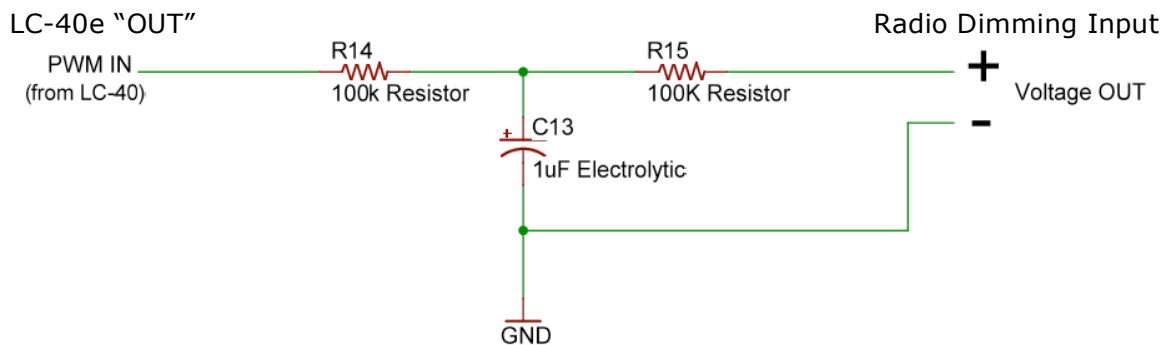 LC-40e “OUT”
Radio Dimming Input
PWM IN
(from LC-40)
R14
100k Resistor
R15
100K Resistor
+
-
Voltage OUT
+
C13
1uF Electrolytic
GND